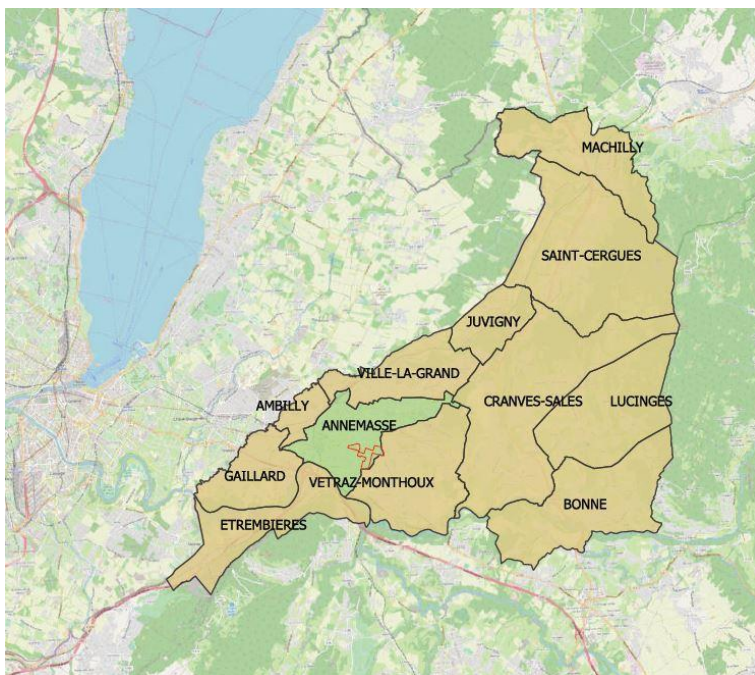 MACHILLY
SAINT-CERGUES
JUVIGNY
VILLE-LA-GRAND
CRANVES-SALES
LUCINGES
AMBILLY
ANNEMASSE
GAILLARD
VETRAZ-MONTHOUX
BONNE
ETREMBIERES